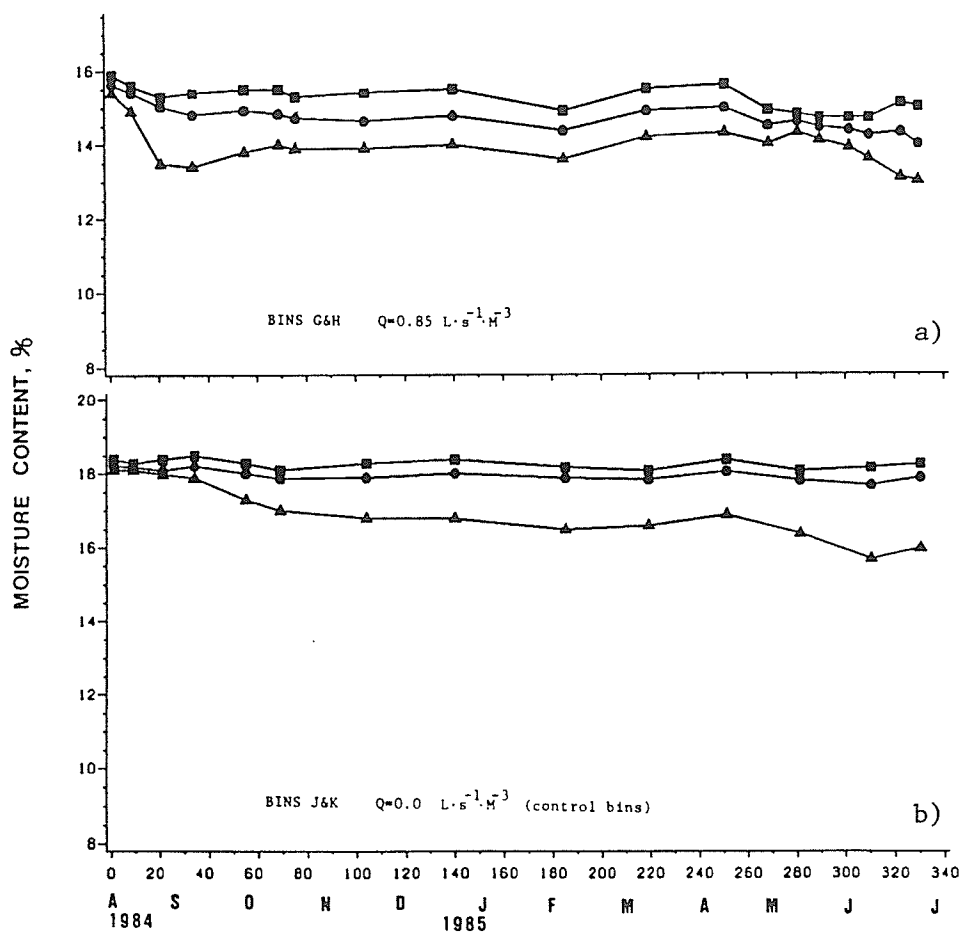 16
14
12
10
8
BINS G&H Q=0.85 L·s⁻¹·M⁻³
a)
MOISTURE CONTENT, %
20
18
16
14
12
10
8
BINS J&K Q=0.0 L·s⁻¹·M⁻³ (control bins)
b)
0 20 40 60 80 100 120 140 160 180 200 220 240 260 280 300 320 340
A S O N D J F M A M J J
1984 1985